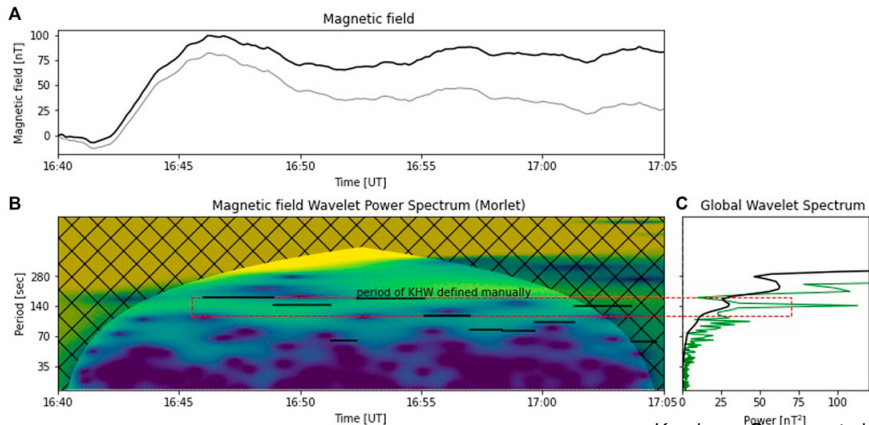 A
Magnetic field
Magnetic field [nT]
100
75
50
25
0
16:40 16:45 16:50 16:55 17:00 17:05
Time [UT]
B
Magnetic field Wavelet Power Spectrum (Morlet)
Period [sec]
280
140
70
35
period of KHW defined manually
16:40 16:45 16:50 16:55 17:00 17:05
Time [UT]
C
Global Wavelet Spectrum
0 25 50 75 100
Power [nT²]